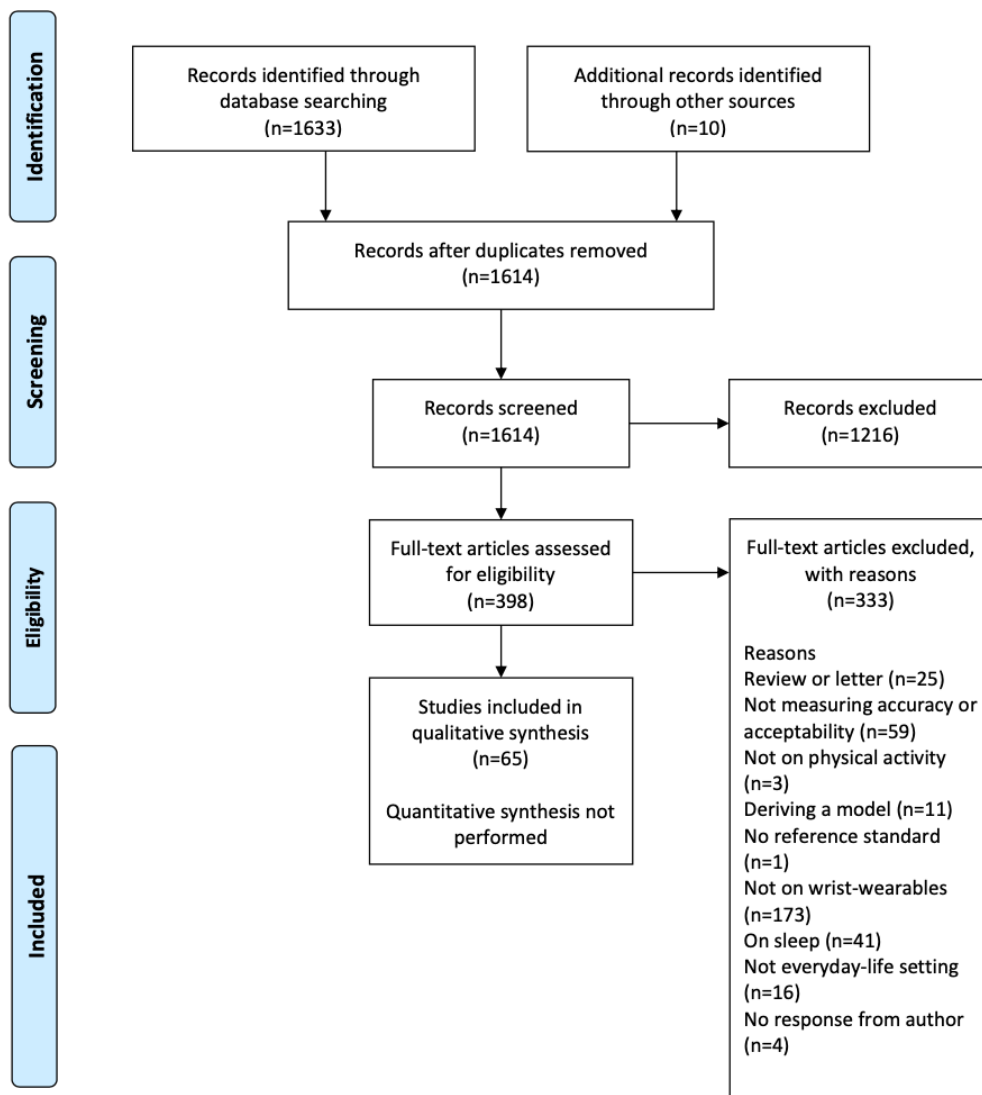 Identification
Records identified through
database searching
(n=1633)
Additional records identified
through other sources
(n=10)
Records after duplicates removed
(n=1614)
Screening
Records screened
(n=1614)
Records excluded
(n=1216)
Eligibility
Full-text articles assessed
for eligibility
(n=398)
Full-text articles excluded,
with reasons
(n=333)
Reasons
Review or letter (n=25)
Not measuring accuracy or
acceptability (n=59)
Not on physical activity
(n=3)
Deriving a model (n=11)
No reference standard
(n=1)
Not on wrist-wearables
(n=173)
On sleep (n=41)
Not everyday-life setting
(n=16)
No response from author
(n=4)
Included
Studies included in
qualitative synthesis
(n=65)
Quantitative synthesis not
performed